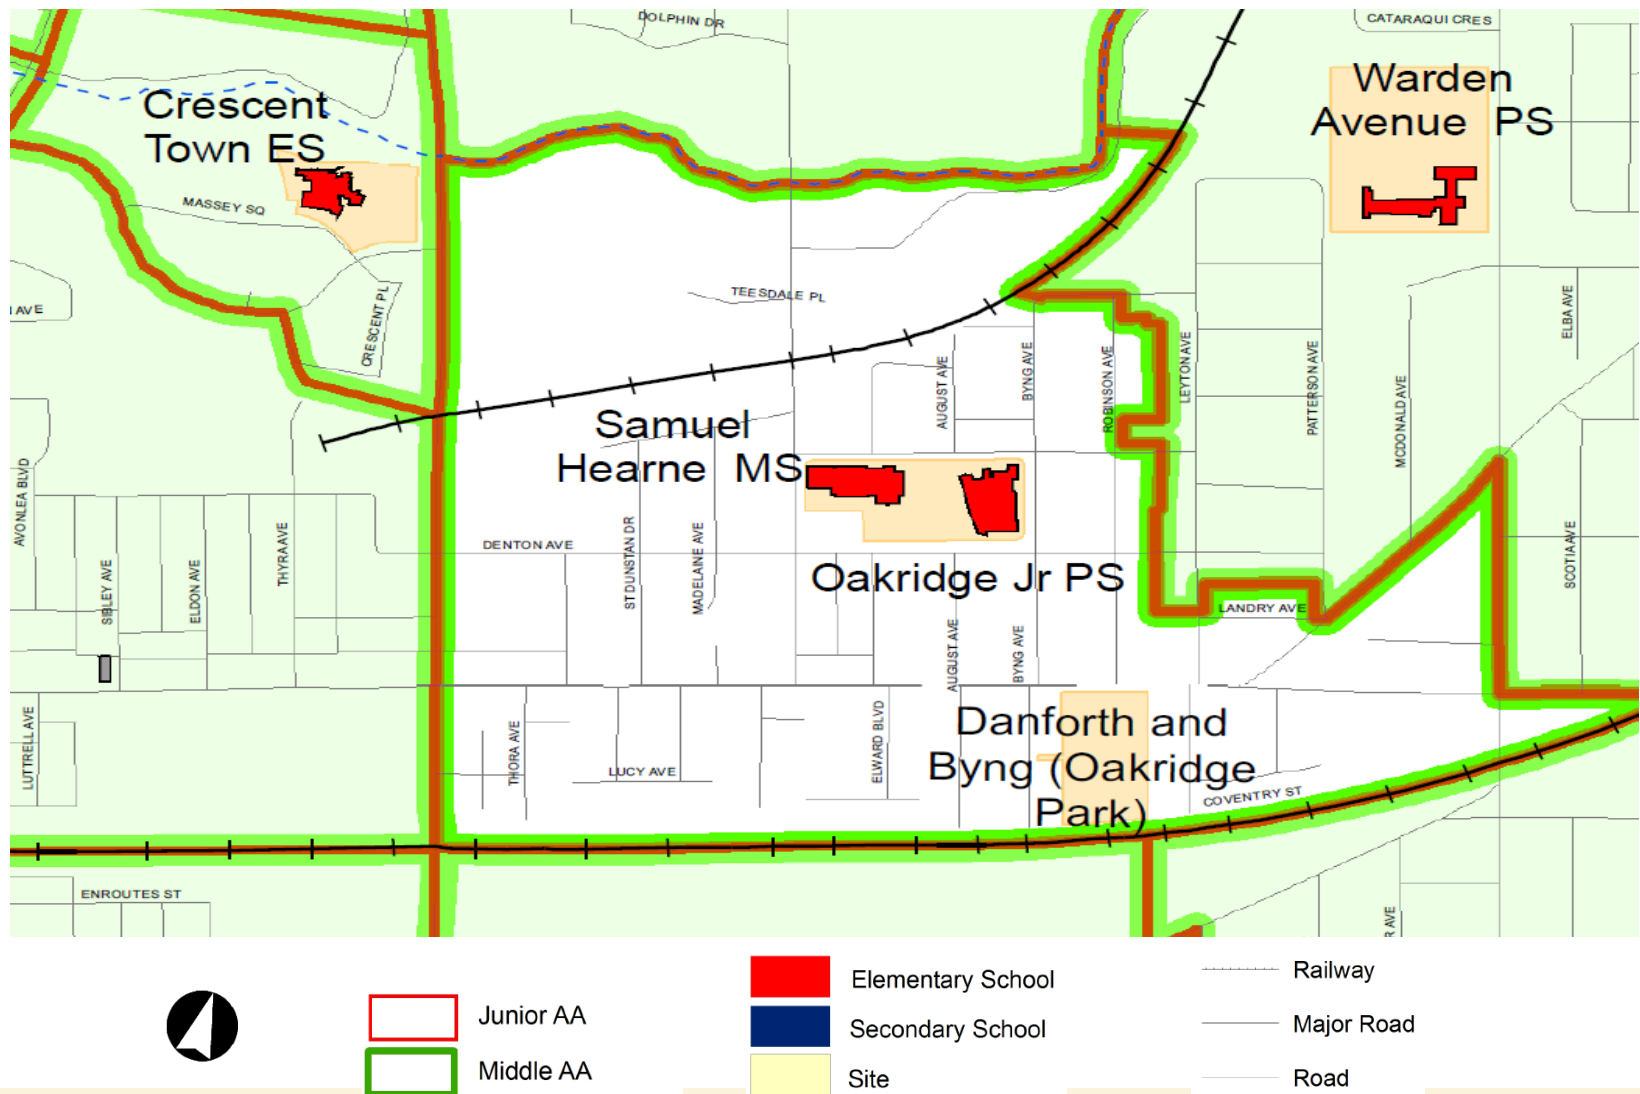 DOLPHIN DR
CATARAQUI CRES
Crescent
Town ES
Warden
Avenue PS
MASSEY SQ
TEESDALE PL
CRESCENT PL
AVE
ELBA AVE
LEYTON AVE
PATTERSON AVE
MCDONALD AVE
AUGUST AVE
BYNG AVE
ROBINSON AVE
Samuel
Hearne MS
AVONLEA BLVD
SIBLEY AVE
ELDON AVE
THYRA AVE
DENTON AVE
ST DUNSTAN DR
MADELAINE AVE
Oakridge Jr PS
SCOTIA AVE
LANDRY AVE
AUGUST AVE
BYNG AVE
LUTTRELL AVE
THORA AVE
LUCY AVE
ELWARD BLVD
Danforth and
Byng (Oakridge
Park)
COVENTRY ST
ENROUTES ST
R AVE
Junior AA
Middle AA
Elementary School
Secondary School
Site
Railway
Major Road
Road